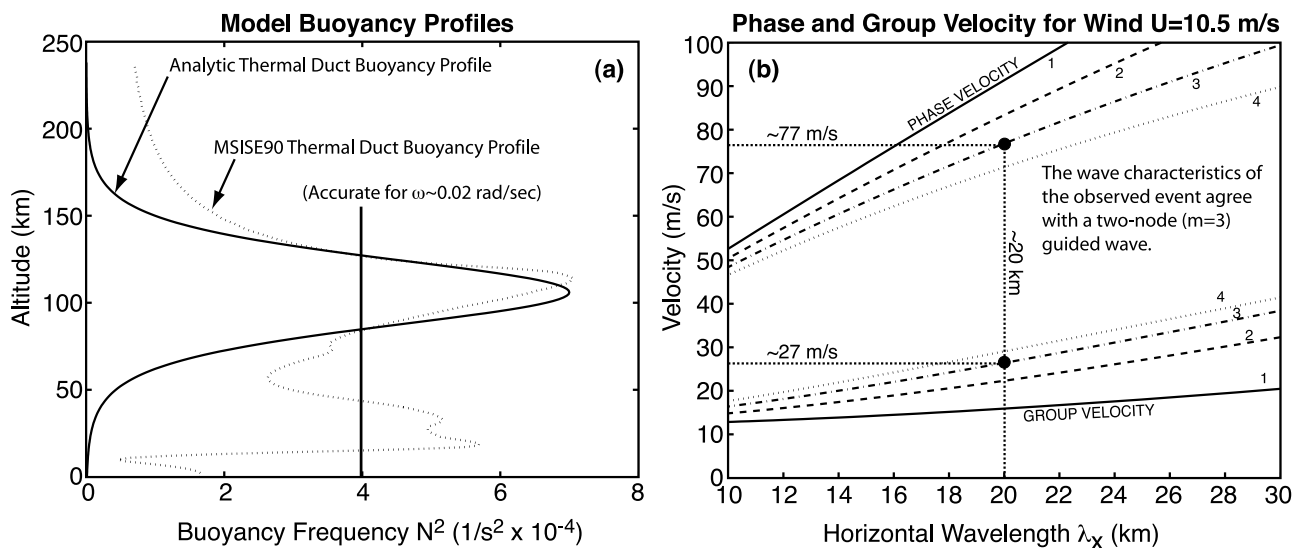 Model Buoyancy Profiles
250
200
150
100
50
0
Altitude (km)
Analytic Thermal Duct Buoyancy Profile
(a)
MSISE90 Thermal Duct Buoyancy Profile
(Accurate for ω~0.02 rad/sec)
0 2 4 6 8
Buoyancy Frequency N² (1/s² x 10⁻⁴)
Phase and Group Velocity for Wind U=10.5 m/s
100
90
80
70
60
50
40
30
20
10
0
Velocity (m/s)
(b)
PHASE VELOCITY
1
2
3
4
~77 m/s
The wave characteristics
of the observed event agree
with a two-node (m=3)
guided wave.
~20 km
~27 m/s
4
3
2
1
GROUP VELOCITY
10 12 14 16 18 20 22 24 26 28 30
Horizontal Wavelength λx (km)